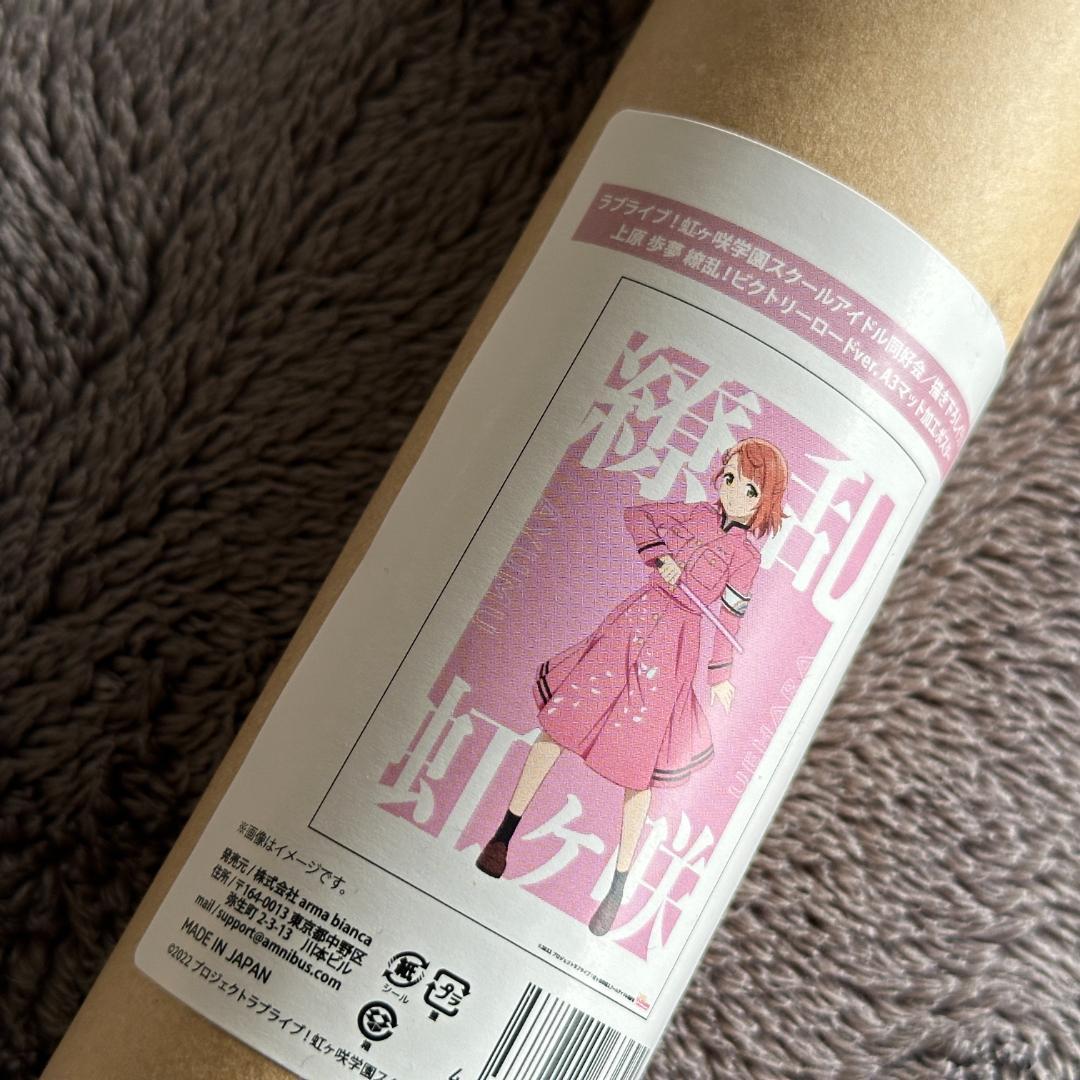 ラブライブ！虹ヶ咲学園スクールアイドル同好会/描き下ろし
上原 歩夢 繚乱！ビクトリーロードver. A3マット加工ポスター
繚乱
虹ヶ咲
※画像はイメージです。
発売元/株式会社 arma bianca
住所/〒164-0013 東京都中野区
弥生町 2-3-13 川本ビル
mail/support@amnibus.com
MADE IN JAPAN
©2022 プロジェクトラブライブ！虹ヶ咲学園ス
紙
シール
プラ